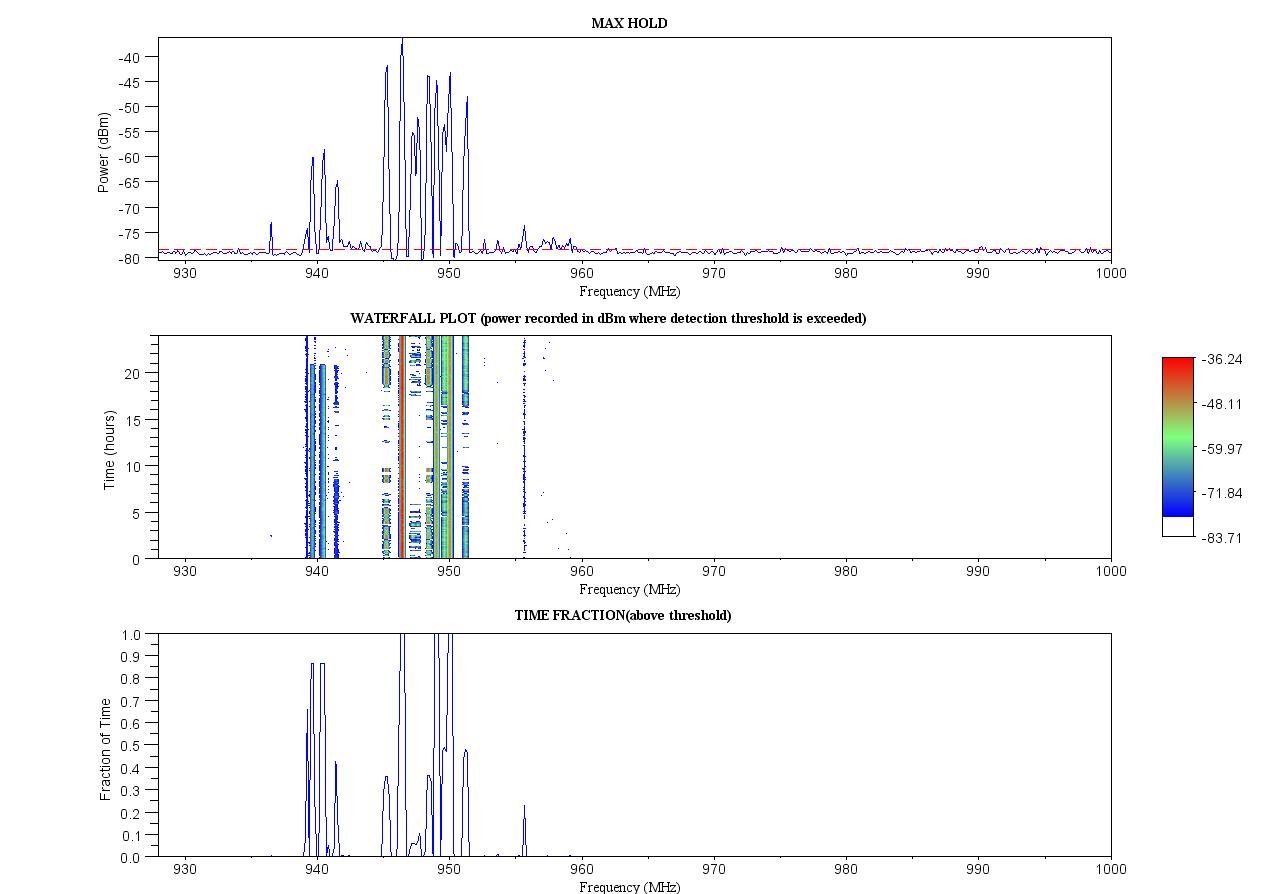 MAX HOLD
-40
-45
-50
-55
-60
-65
-70
-75
-80
Power (dBm)
930 940 950 960 970 980 990 1000
Frequency (MHz)
WATERFALL PLOT (power recorded in dBm where detection threshold is exceeded)
20
15
10
5
0
Time (hours)
930 940 950 960 970 980 990 1000
Frequency (MHz)
-36.24
-48.11
-59.97
-71.84
-83.71
TIME FRACTION(above threshold)
1.0
0.9
0.8
0.7
0.6
0.5
0.4
0.3
0.2
0.1
0.0
Fraction of Time
930 940 950 960 970 980 990 1000
Frequency (MHz)